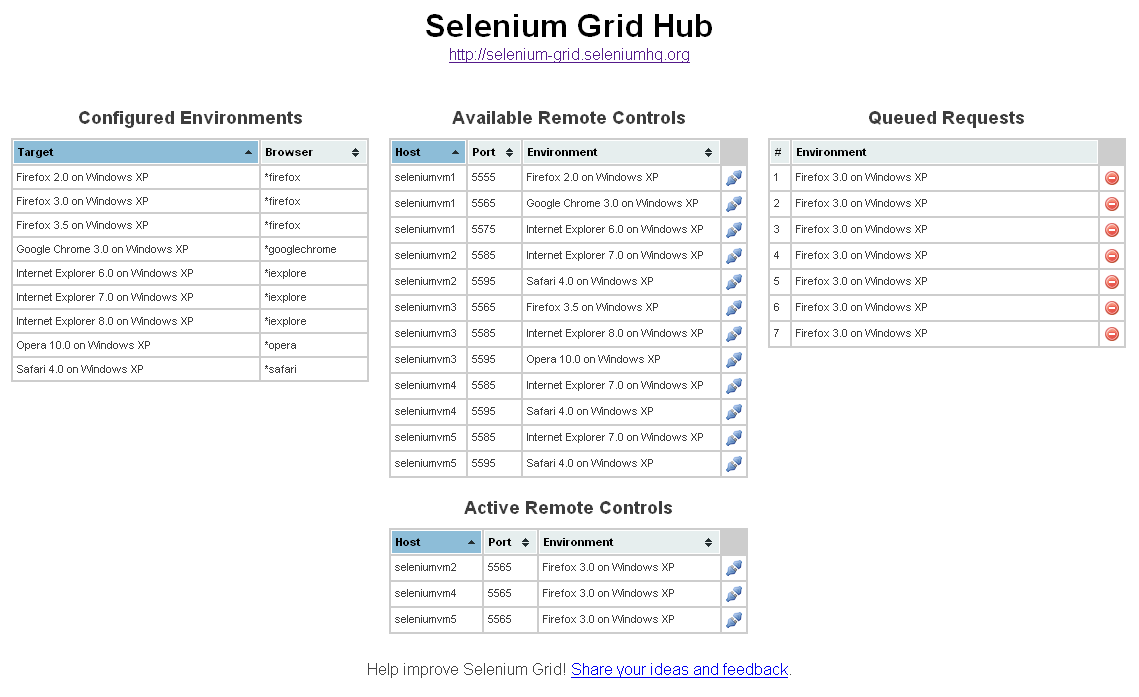 Selenium Grid Hub
http://selenium-grid.seleniumhq.org
Configured Environments
Target Browser
Firefox 2.0 on Windows XP *firefox
Firefox 3.0 on Windows XP *firefox
Firefox 3.5 on Windows XP *firefox
Google Chrome 3.0 on Windows XP *googlechrome
Internet Explorer 6.0 on Windows XP *iexplore
Internet Explorer 7.0 on Windows XP *iexplore
Internet Explorer 8.0 on Windows XP *iexplore
Opera 10.0 on Windows XP *opera
Safari 4.0 on Windows XP *safari
Available Remote Controls
Host Port Environment
seleniumvm1 5555 Firefox 2.0 on Windows XP
seleniumvm1 5565 Google Chrome 3.0 on Windows XP
seleniumvm1 5575 Internet Explorer 6.0 on Windows XP
seleniumvm2 5585 Internet Explorer 7.0 on Windows XP
seleniumvm2 5595 Safari 4.0 on Windows XP
seleniumvm3 5565 Firefox 3.5 on Windows XP
seleniumvm3 5585 Internet Explorer 8.0 on Windows XP
seleniumvm3 5595 Opera 10.0 on Windows XP
seleniumvm4 5585 Internet Explorer 7.0 on Windows XP
seleniumvm4 5595 Safari 4.0 on Windows XP
seleniumvm5 5585 Internet Explorer 7.0 on Windows XP
seleniumvm5 5595 Safari 4.0 on Windows XP
Active Remote Controls
Host Port Environment
seleniumvm2 5565 Firefox 3.0 on Windows XP
seleniumvm4 5565 Firefox 3.0 on Windows XP
seleniumvm5 5565 Firefox 3.0 on Windows XP
Queued Requests
# Environment
1 Firefox 3.0 on Windows XP
2 Firefox 3.0 on Windows XP
3 Firefox 3.0 on Windows XP
4 Firefox 3.0 on Windows XP
5 Firefox 3.0 on Windows XP
6 Firefox 3.0 on Windows XP
7 Firefox 3.0 on Windows XP
Help improve Selenium Grid! Share your ideas and feedback.